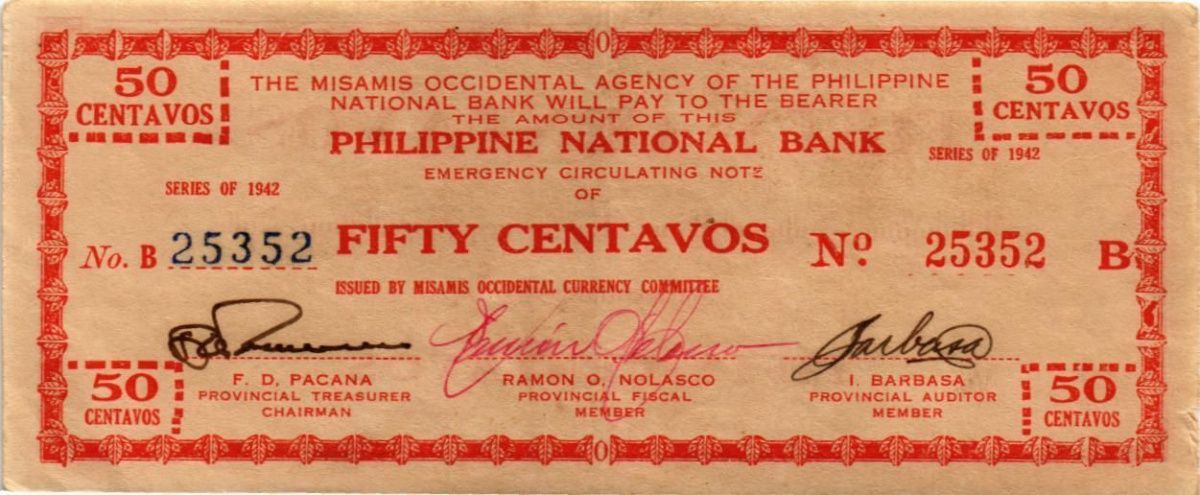 50
CENTAVOS
THE MISAMIS OCCIDENTAL AGENCY OF THE PHILIPPINE
NATIONAL BANK WILL PAY TO THE BEARER
THE AMOUNT OF THIS
PHILIPPINE NATIONAL BANK
EMERGENCY CIRCULATING NOTE
OF
50
CENTAVOS
SERIES OF 1942
SERIES OF 1942
No. B 25352
FIFTY CENTAVOS
Nº 25352 B
ISSUED BY MISAMIS OCCIDENTAL CURRENCY COMMITTEE
50
CENTAVOS
F. D. PACANA
PROVINCIAL TREASURER
CHAIRMAN
RAMON O. NOLASCO
PROVINCIAL FISCAL
MEMBER
Barbasa
I. BARBASA
PROVINCIAL AUDITOR
MEMBER
50
CENTAVOS